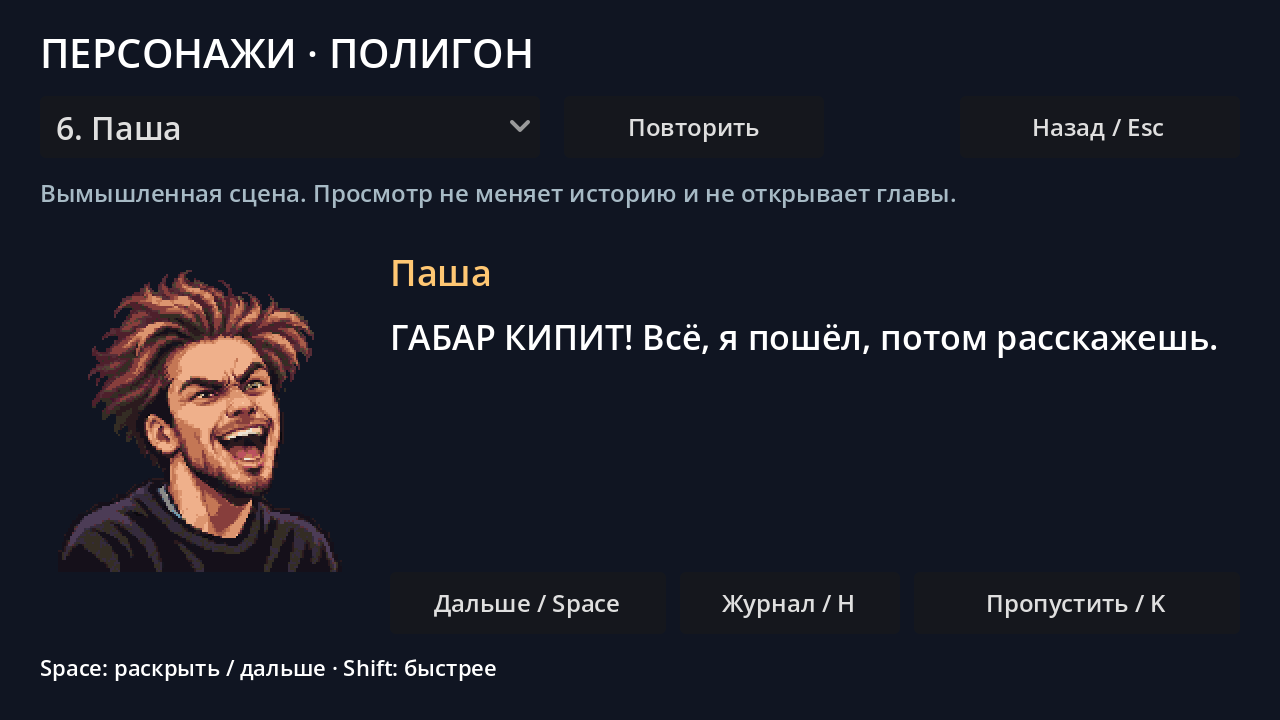 ПЕРСОНАЖИ · ПОЛИГОН
6. Паша
Повторить
Назад / Esc
Вымышленная сцена. Просмотр не меняет историю и не открывает главы.
Паша
ГАБАР КИПИТ! Всё, я пошёл, потом расскажешь.
Дальше / Space
Журнал / H
Пропустить / K
Space: раскрыть / дальше · Shift: быстрее